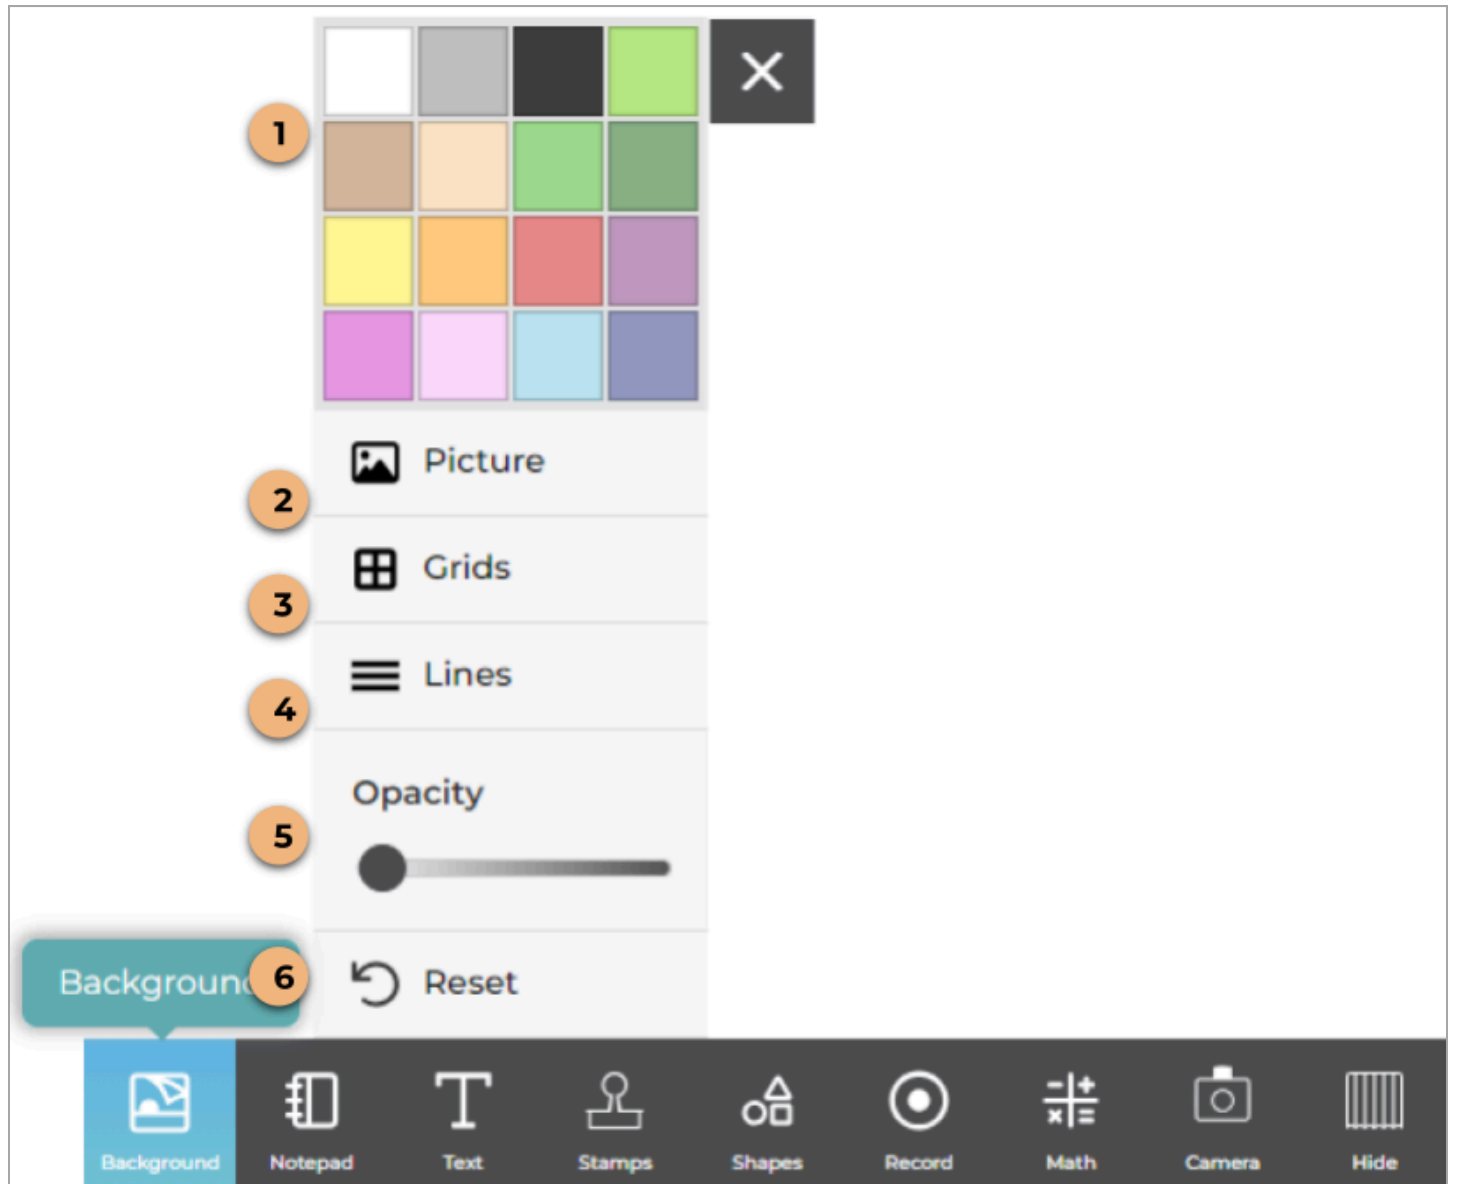 1
2
Picture
3
Grids
4
Lines
5
Opacity
Background
6
Reset
Background
Notepad
Text
Stamps
Shapes
Record
Math
Camera
Hide